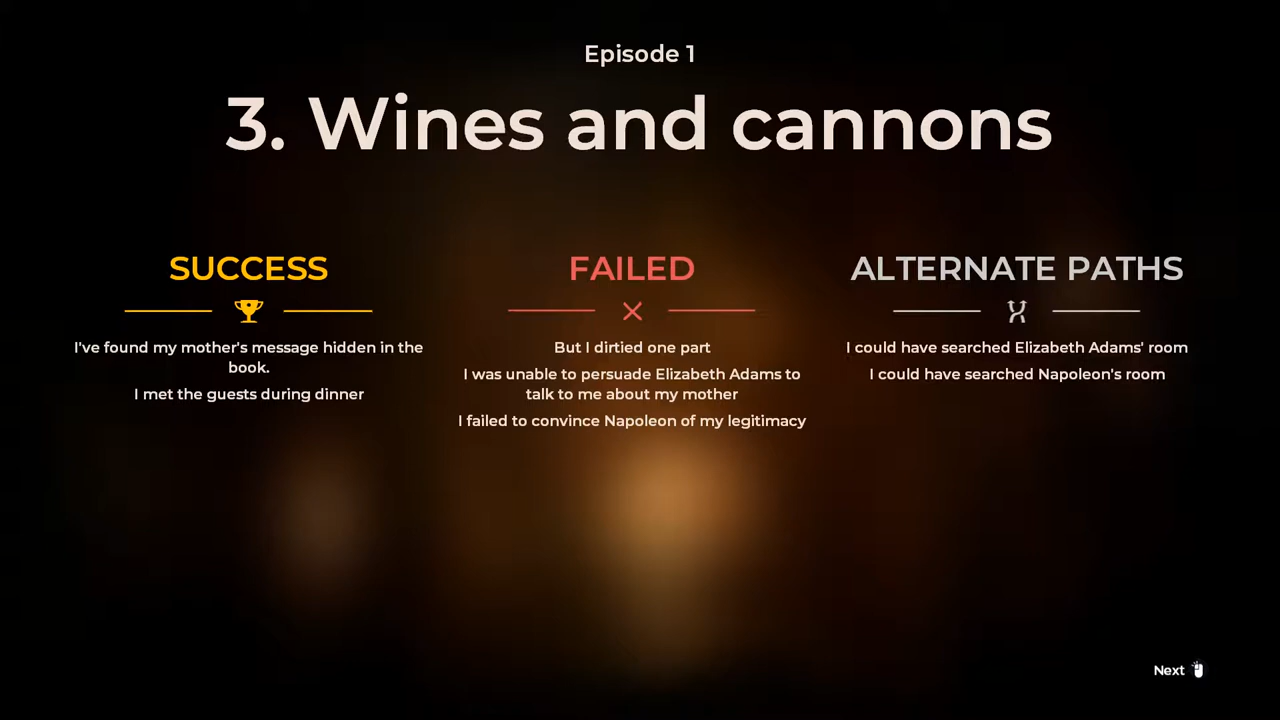 Episode 1
3. Wines and cannons
SUCCESS
I've found my mother's message hidden in the
book.
I met the guests during dinner
FAILED
But I dirtied one part
I was unable to persuade Elizabeth Adams to
talk to me about my mother
I failed to convince Napoleon of my legitimacy
ALTERNATE PATHS
I could have searched Elizabeth Adams' room
I could have searched Napoleon's room
Next